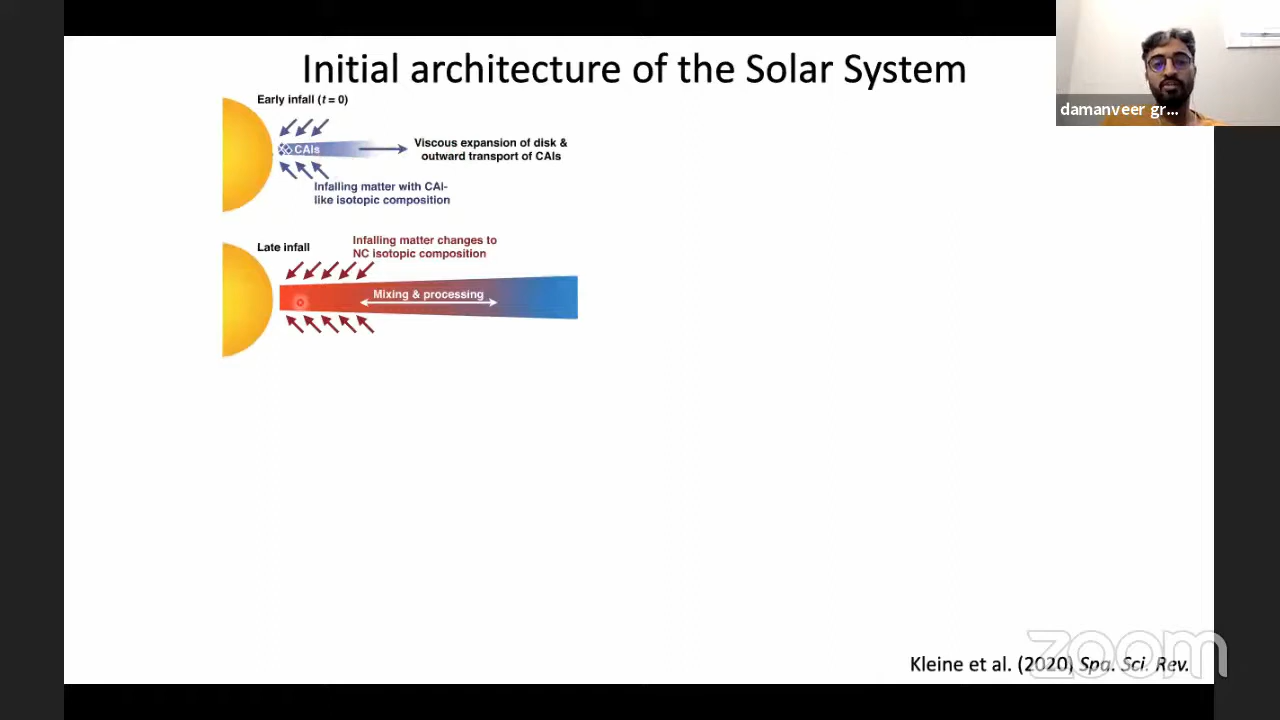 Initial architecture of the Solar System
damanveer gr...
Early infall (t = 0)
CAIs
Viscous expansion of disk &
outward transport of CAIs
Infalling matter with CAI-
like isotopic composition
Late infall
Infalling matter changes to
NC isotopic composition
Mixing & processing
Kleine et al. (2020) Spa. Sci. Rev.
zoom